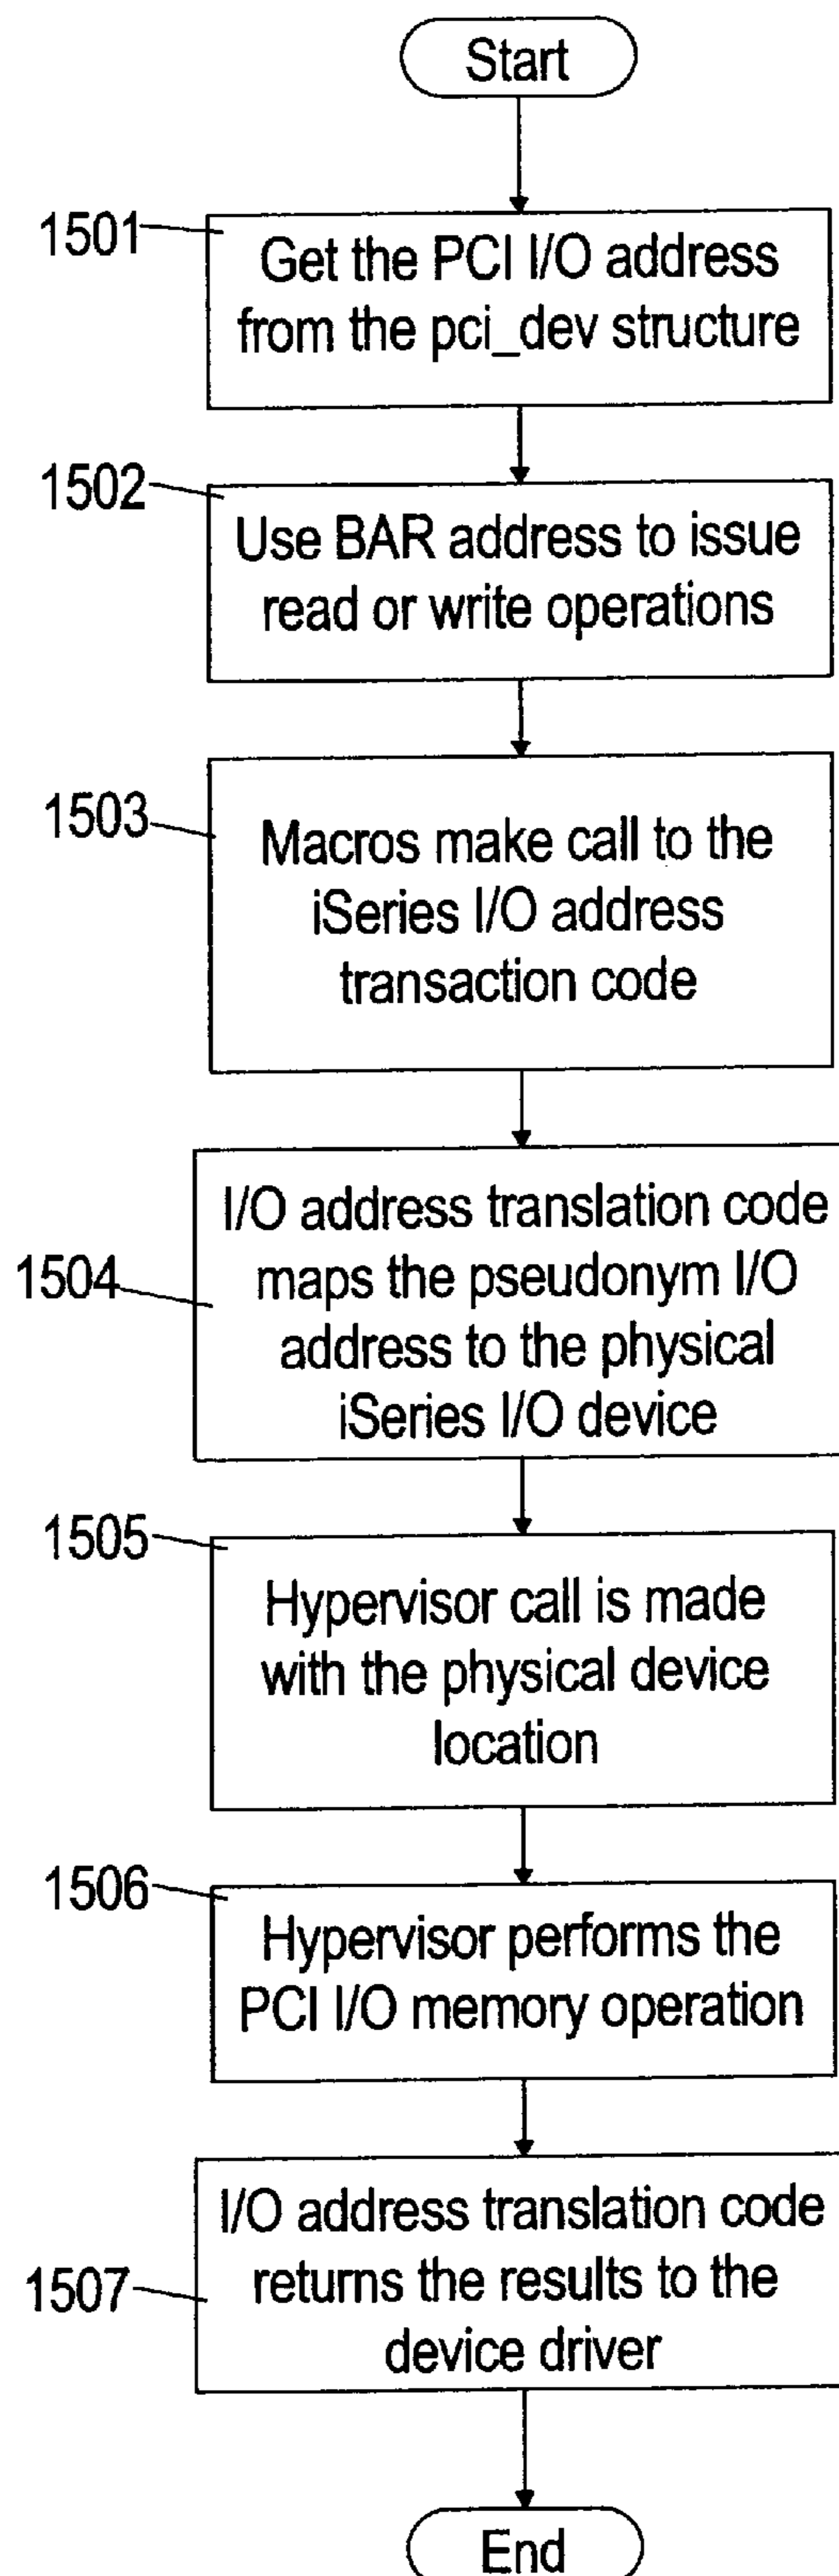 Start
1501
Get the PCI I/O address
from the pci_dev structure
1502
Use BAR address to issue
read or write operations
1503
Macros make call to the
iSeries I/O address
transaction code
1504
I/O address translation code
maps the pseudonym I/O
address to the physical
iSeries I/O device
1505
Hypervisor call is made
with the physical device
location
1506
Hypervisor performs the
PCI I/O memory operation
1507
I/O address translation code
returns the results to the
device driver
End